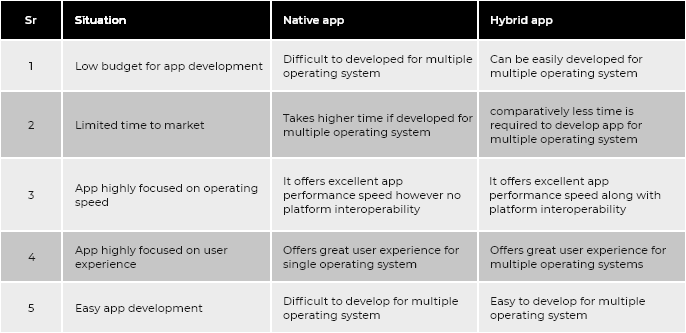 Sr Situation Native app Hybrid app
1 Low budget for app development Difficult to developed for multiple operating system Can be easily developed for multiple operating system
2 Limited time to market Takes higher time if developed for multiple operating system comparatively less time is required to develop app for multiple operating system
3 App highly focused on operating speed It offers excellent app performance speed however no platform interoperability It offers excellent app performance speed along with platform interoperability
4 App highly focused on user experience Offers great user experience for single operating system Offers great user experience for multiple operating systems
5 Easy app development Difficult to develop for multiple operating system Easy to develop for multiple operating system